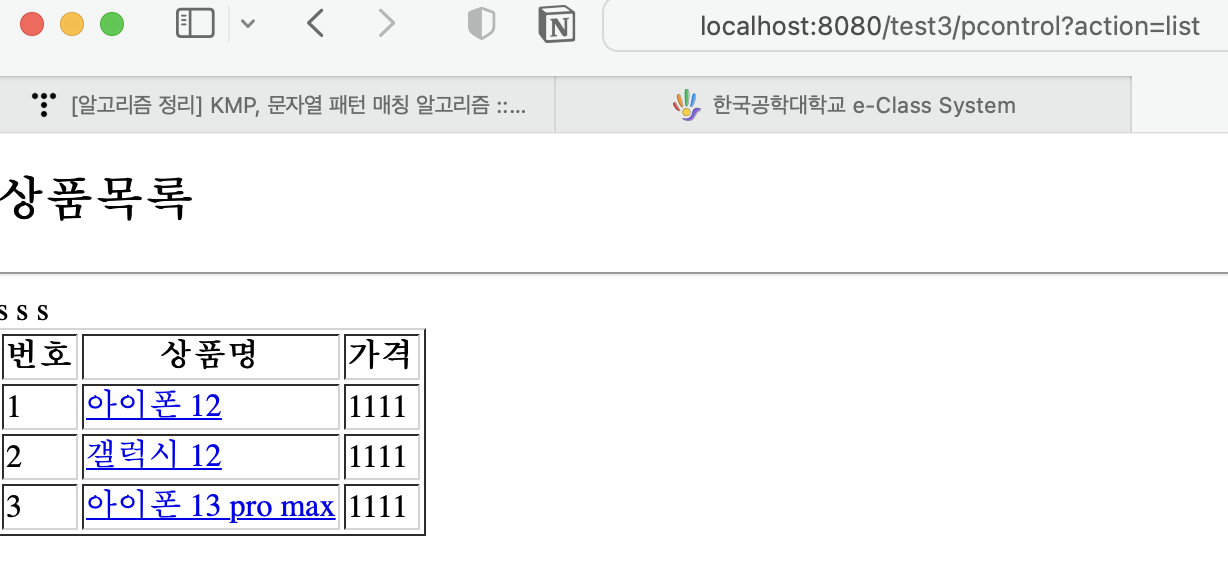 localhost:8080/test3/pcontrol?action=list
[알고리즘 정리] KMP, 문자열 패턴 매칭 알고리즘 ::...
한국공학대학교 e-Class System
상품목록
s s s
번호 상품명 가격
1 아이폰 12 1111
2 갤럭시 12 1111
3 아이폰 13 pro max 1111